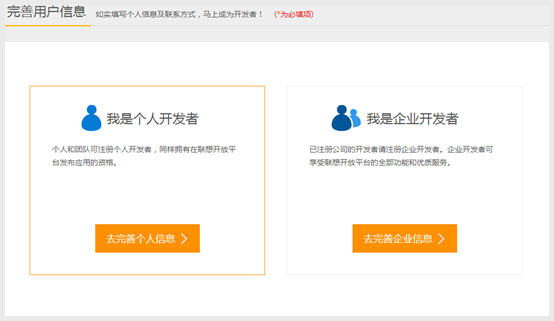 完善用户信息 如实填写个人信息及联系方式，马上成为开发者！ (*为必填项)
我是个人开发者
个人和团队可注册个人开发者，同样拥有在联想开放平
台发布应用的资格。
去完善个人信息
我是企业开发者
已注册公司的开发者请注册企业开发者。企业开发者可
享受联想开放平台的全部功能和优质服务。
去完善企业信息